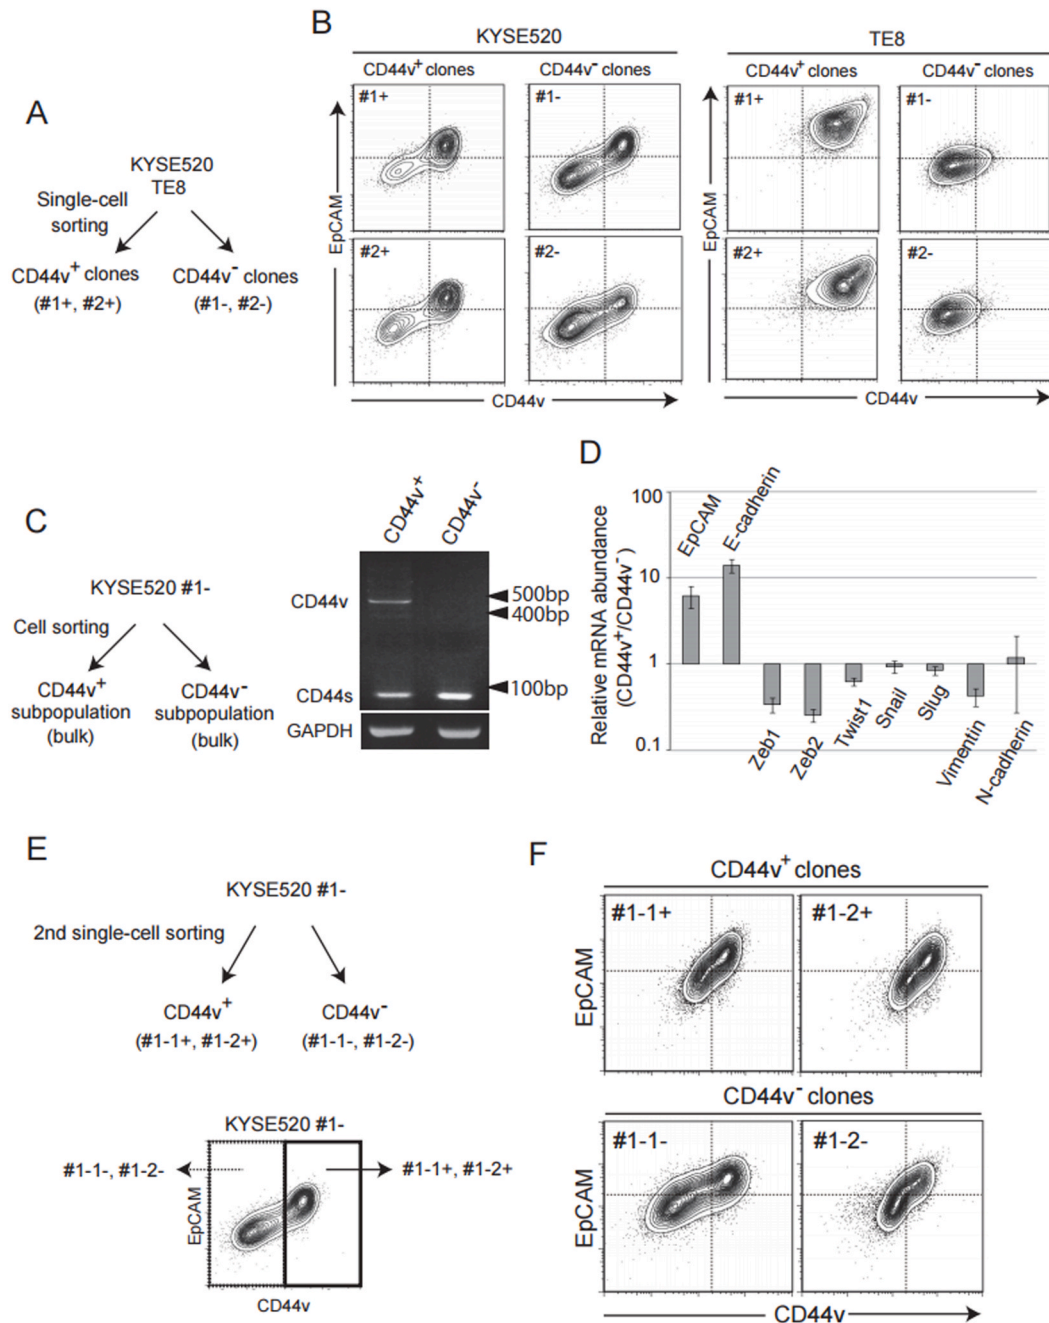 A
KYSE520
TE8
Single-cell
sorting
CD44v+ clones
(#1+, #2+)
CD44v- clones
(#1-, #2-)
B
KYSE520
TE8
CD44v+ clones
CD44v- clones
CD44v+ clones
CD44v- clones
#1+
#1-
#1+
#1-
#2+
#2-
#2+
#2-
EpCAM
EpCAM
CD44v
CD44v
C
KYSE520 #1-
Cell sorting
CD44v+
subpopulation
(bulk)
CD44v-
subpopulation
(bulk)
CD44v+
CD44v-
CD44v
CD44s
GAPDH
500bp
400bp
100bp
D
Relative mRNA abundance
(CD44v+/CD44v-)
100
10
1
0.1
EpCAM
E-cadherin
Zeb1
Zeb2
Twist1
Snail
Slug
Vimentin
N-cadherin
E
KYSE520 #1-
2nd single-cell sorting
CD44v+
(#1-1+, #1-2+)
CD44v-
(#1-1-, #1-2-)
KYSE520 #1-
#1-1-, #1-2-
#1-1+, #1-2+
EpCAM
CD44v
F
CD44v+ clones
#1-1+
#1-2+
EpCAM
CD44v- clones
#1-1-
#1-2-
EpCAM
CD44v